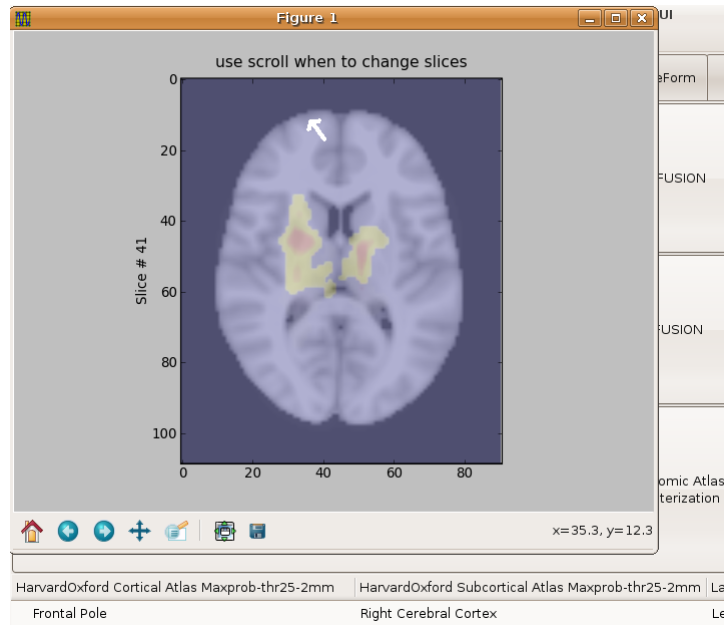 Figure 1
UI
use scroll when to change slices
eForm
0
20
40
60
80
100
Slice # 41
0 20 40 60 80
FUSION
FUSION
omic Atlas
terization
x=35.3, y=12.3
HarvardOxford Cortical Atlas Maxprob-thr25-2mm HarvardOxford Subcortical Atlas Maxprob-thr25-2mm La
Frontal Pole Right Cerebral Cortex Le